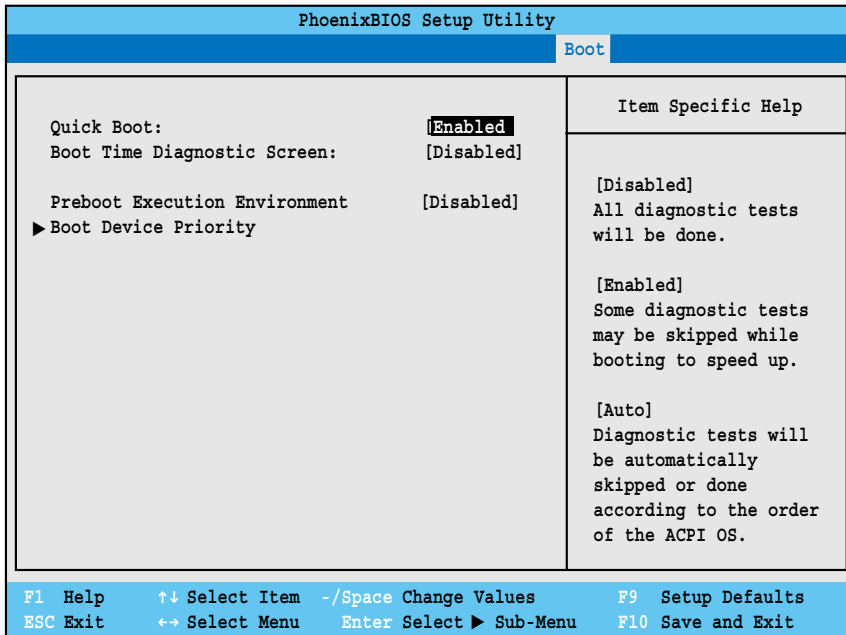 PhoenixBIOS Setup Utility
Boot
Quick Boot: [Enabled
Boot Time Diagnostic Screen: [Disabled]
Preboot Execution Environment [Disabled]
▶ Boot Device Priority
Item Specific Help
[Disabled]
All diagnostic tests
will be done.
[Enabled]
Some diagnostic tests
may be skipped while
booting to speed up.
[Auto]
Diagnostic tests will
be automatically
skipped or done
according to the order
of the ACPI OS.
F1 Help ↑↓ Select Item -/Space Change Values F9 Setup Defaults
ESC Exit ←→ Select Menu Enter Select ▶ Sub-Menu F10 Save and Exit